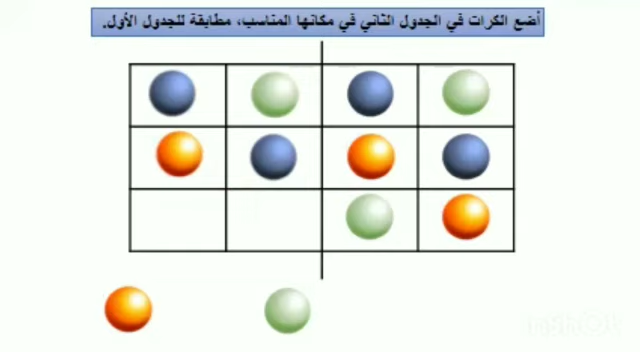 أضع الكرات في الجدول الثاني في مكانها المناسب، مطابقة للجدول الأول.